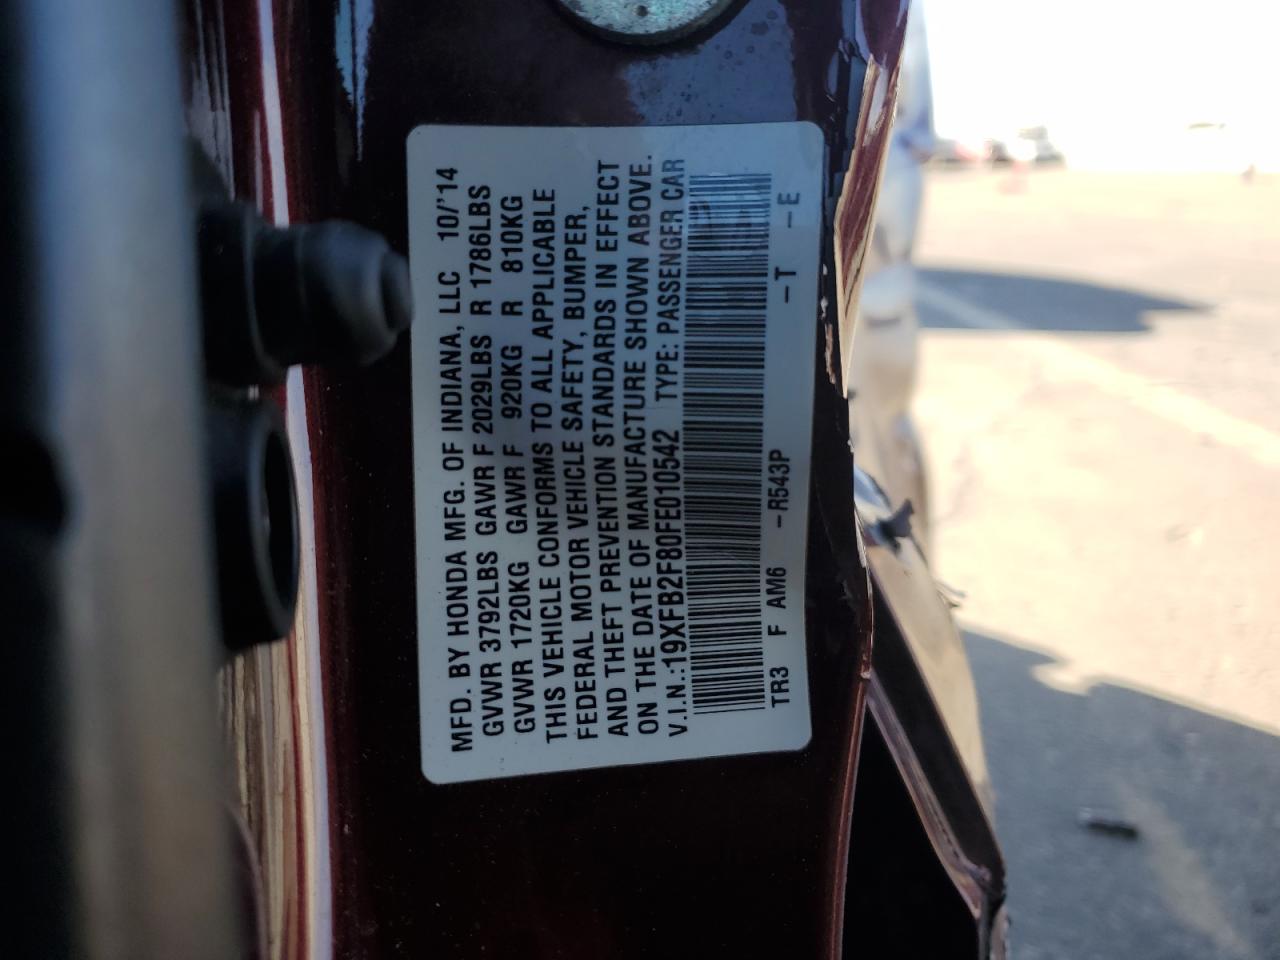 MFD. BY HONDA MFG. OF INDIANA, LLC 10/'14
GVWR 3792LBS GAWR F 2029LBS R 1786LBS
GVWR 1720KG GAWR F 920KG R 810KG
THIS VEHICLE CONFORMS TO ALL APPLICABLE
FEDERAL MOTOR VEHICLE SAFETY, BUMPER,
AND THEFT PREVENTION STANDARDS IN EFFECT
ON THE DATE OF MANUFACTURE SHOWN ABOVE.
V.I.N.:19XFB2F80FE010542 TYPE: PASSENGER CAR
TR3 F AM6 -R543P -T -E